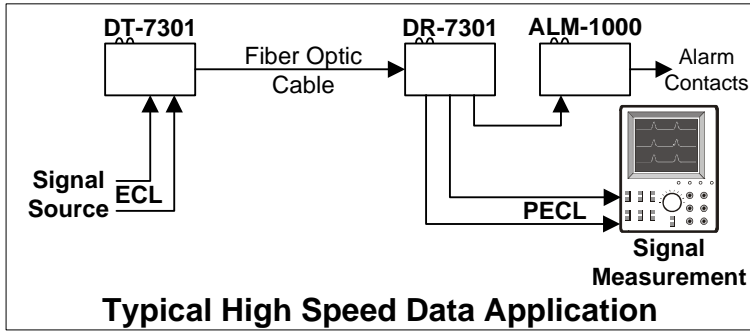 DT-7301
DR-7301
ALM-1000
Fiber Optic
Cable
Alarm
Contacts
Signal
Source
ECL
PECL
Signal
Measurement
Typical High Speed Data Application